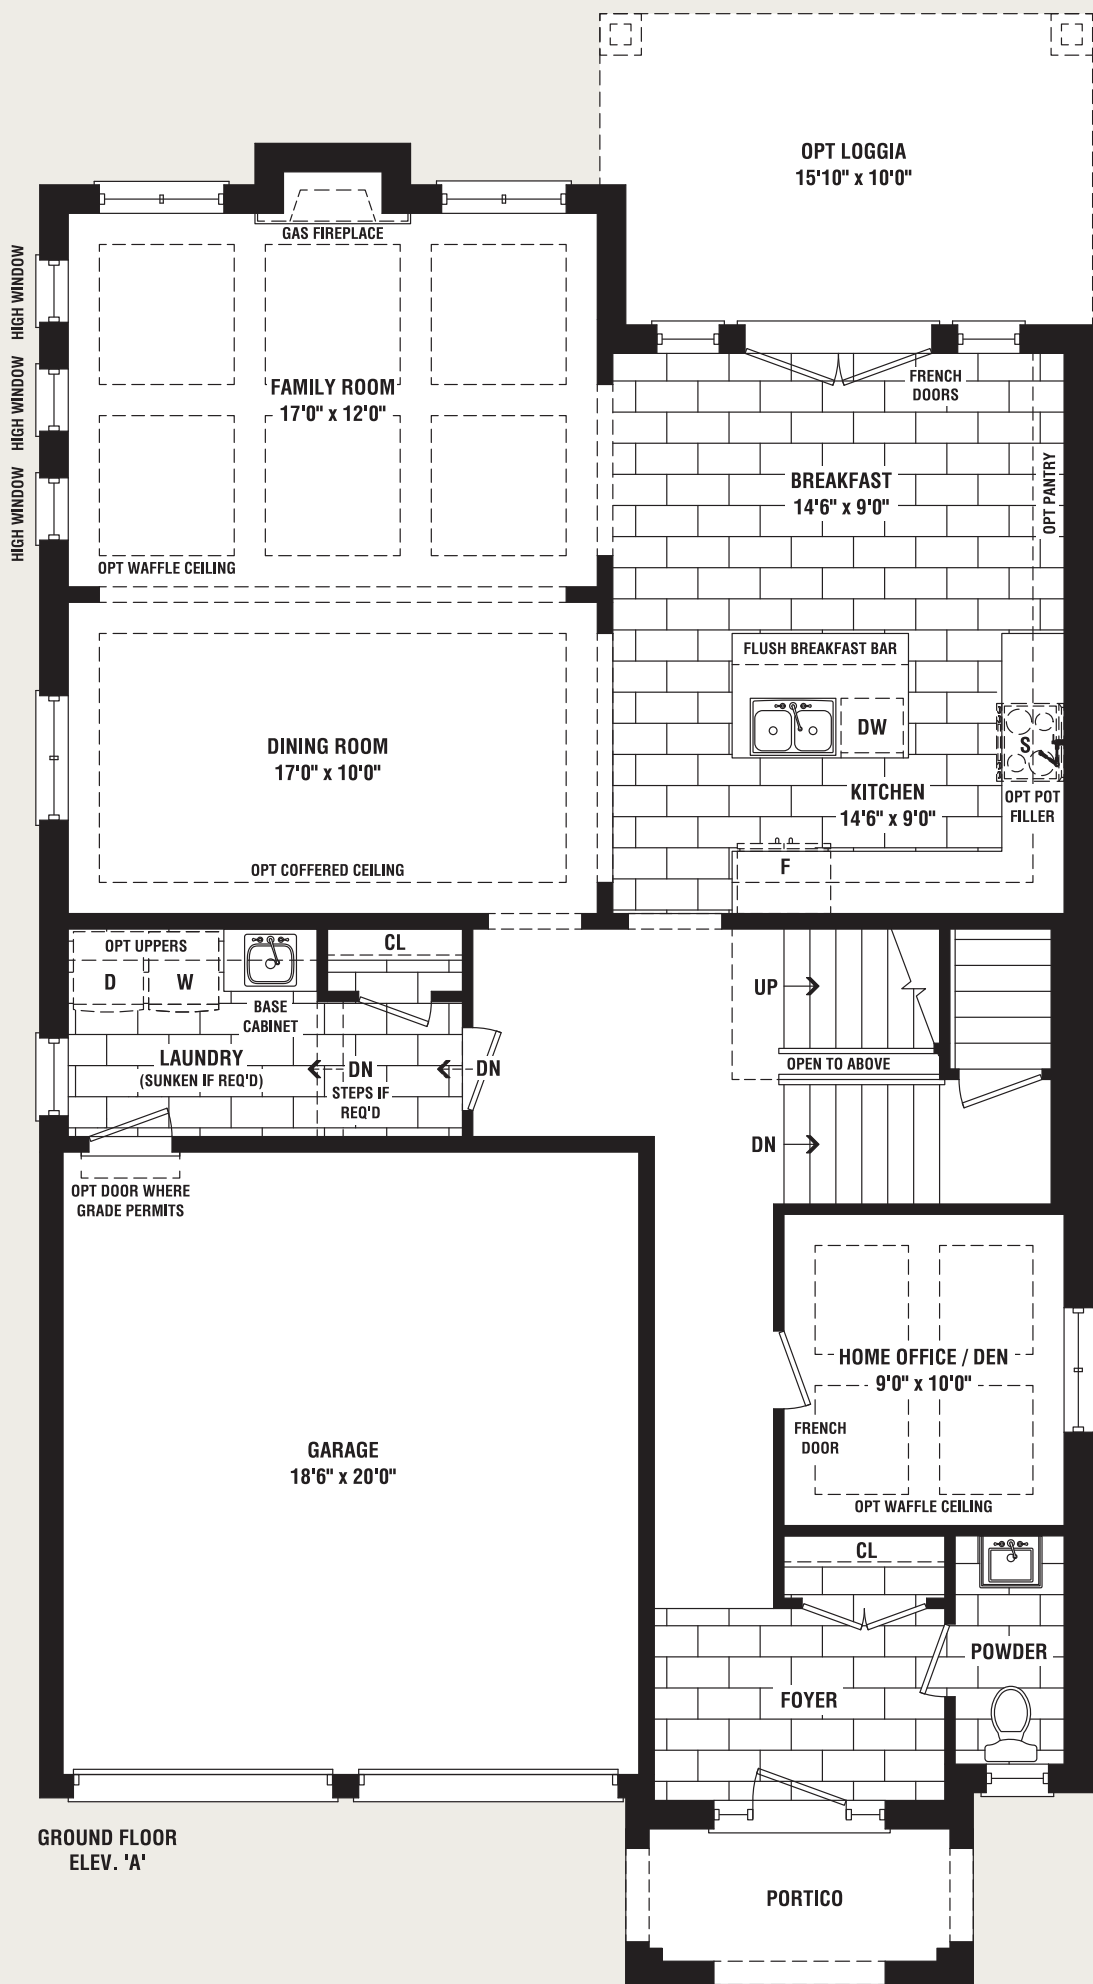 OPT LOGGIA
15'10" x 10'0"
GAS FIREPLACE
HIGH WINDOW
HIGH WINDOW
HIGH WINDOW
FAMILY ROOM
17'0" x 12'0"
OPT WAFFLE CEILING
FRENCH
DOORS
BREAKFAST
14'6" x 9'0"
OPT PANTRY
FLUSH BREAKFAST BAR
DW
S
DINING ROOM
17'0" x 10'0"
OPT COFFERED CEILING
KITCHEN
14'6" x 9'0"
OPT POT
FILLER
F
OPT UPPERS
D
W
CL
BASE
CABINET
LAUNDRY
(SUNKEN IF REQ'D)
DN
STEPS IF
REQ'D
DN
UP
OPEN TO ABOVE
DN
OPT DOOR WHERE
GRADE PERMITS
HOME OFFICE / DEN
9'0" x 10'0"
FRENCH
DOOR
OPT WAFFLE CEILING
GARAGE
18'6" x 20'0"
CL
POWDER
FOYER
GROUND FLOOR
ELEV. 'A'
PORTICO